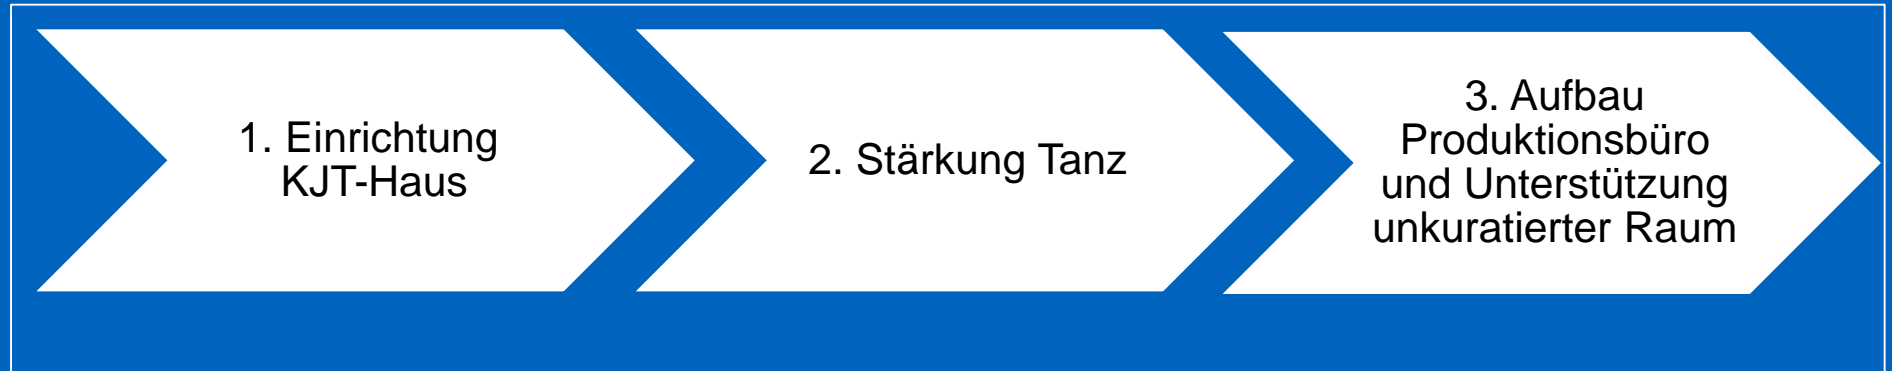 1. Einrichtung
KJT-Haus
2. Stärkung Tanz
3. Aufbau
Produktionsbüro
und Unterstützung
unkuratierter Raum